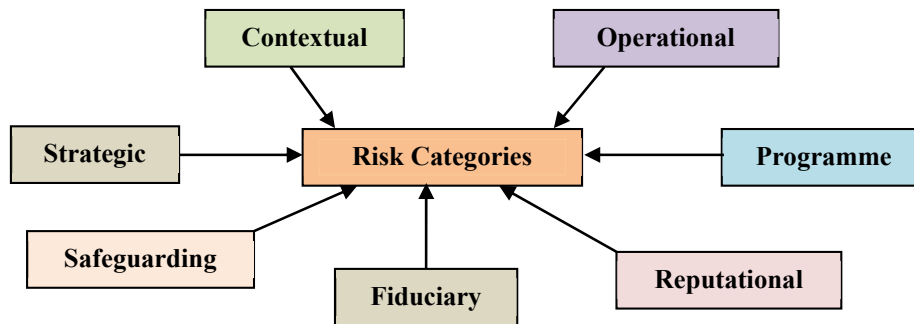 Contextual
Operational
Strategic
Risk Categories
Programme
Safeguarding
Fiduciary
Reputational